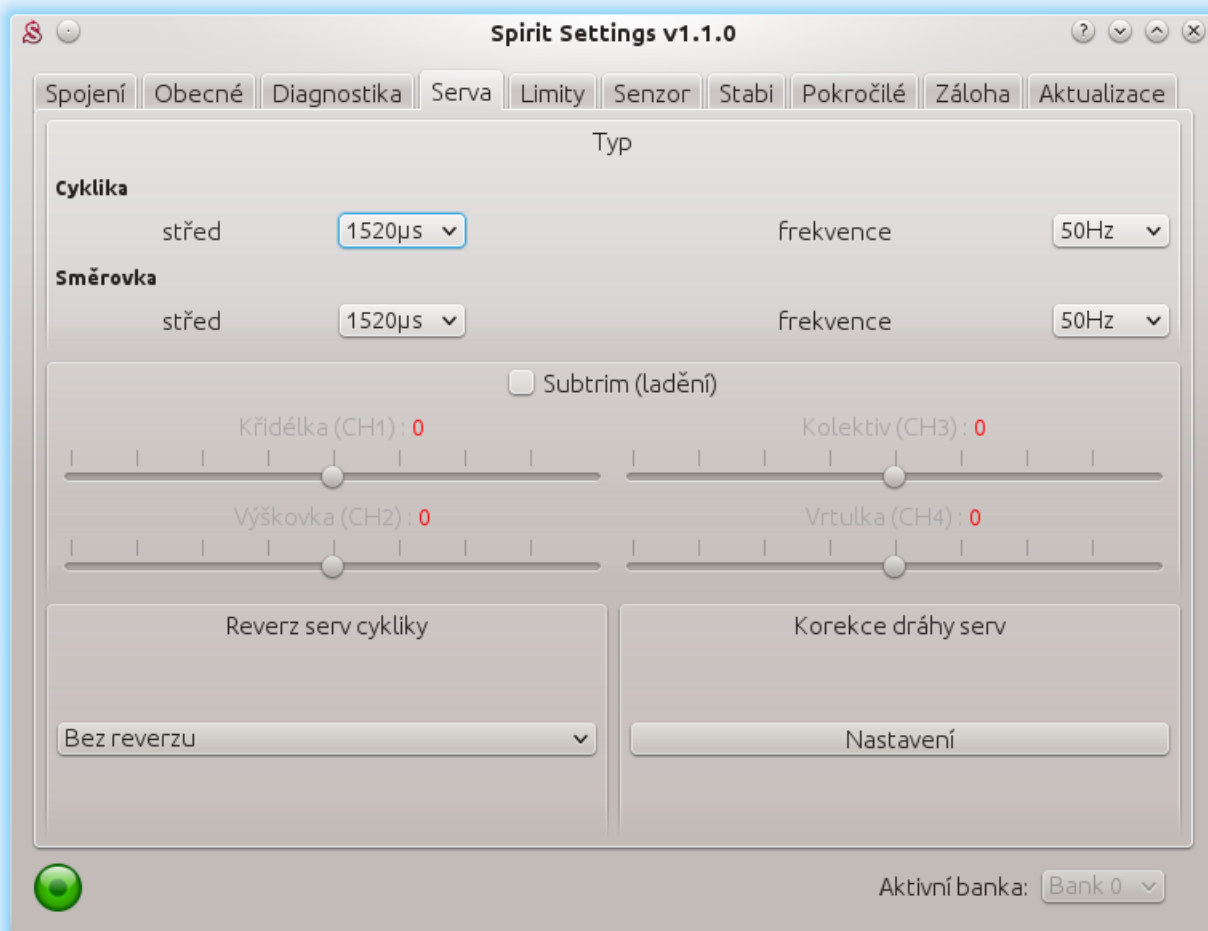 Spirit Settings v1.1.0
Spojení Obecné Diagnostika Serva Limity Senzor Stabi Pokročilé Záloha Aktualizace
Typ
Cyklika
střed 1520µs frekvence 50Hz
Směrovka
střed 1520µs frekvence 50Hz
Subtrim (ladění)
Křidélka (CH1) : 0 Kolektiv (CH3) : 0
Výškovka (CH2) : 0 Vrtulka (CH4) : 0
Reverz serv cykliky Korekce dráhy serv
Bez reverzu Nastavení
Aktivní banka: Bank 0